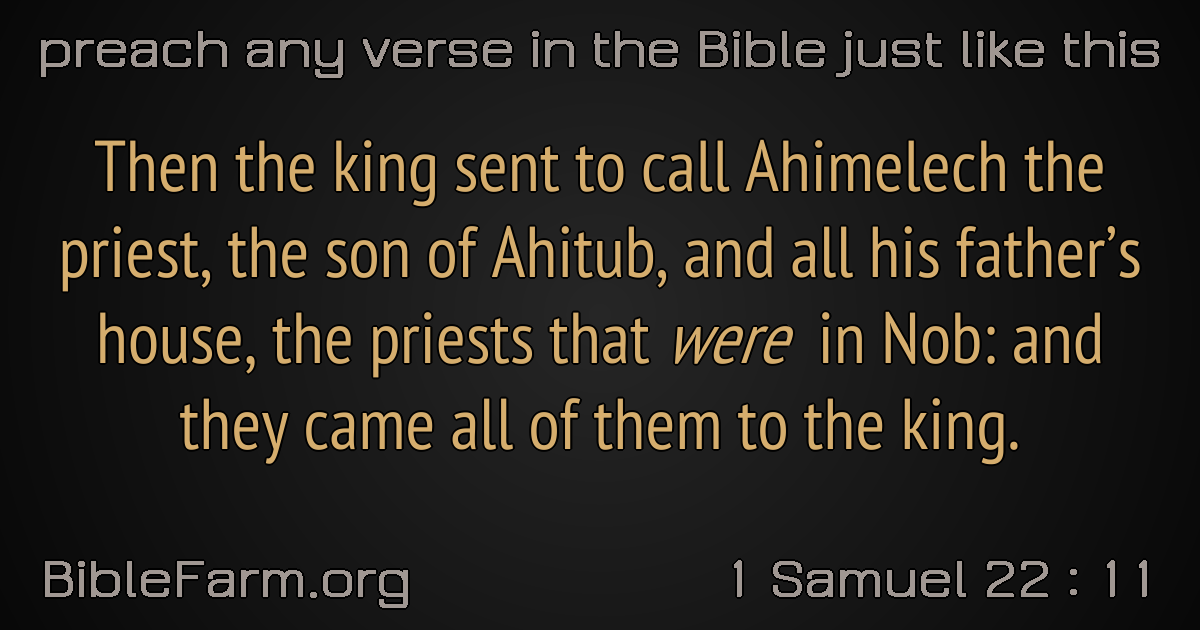 preach any verse in the Bible just like this
Then the king sent to call Ahimelech the
priest, the son of Ahitub, and all his father’s
house, the priests that were in Nob: and
they came all of them to the king.
BibleFarm.org
1 Samuel 22 : 11